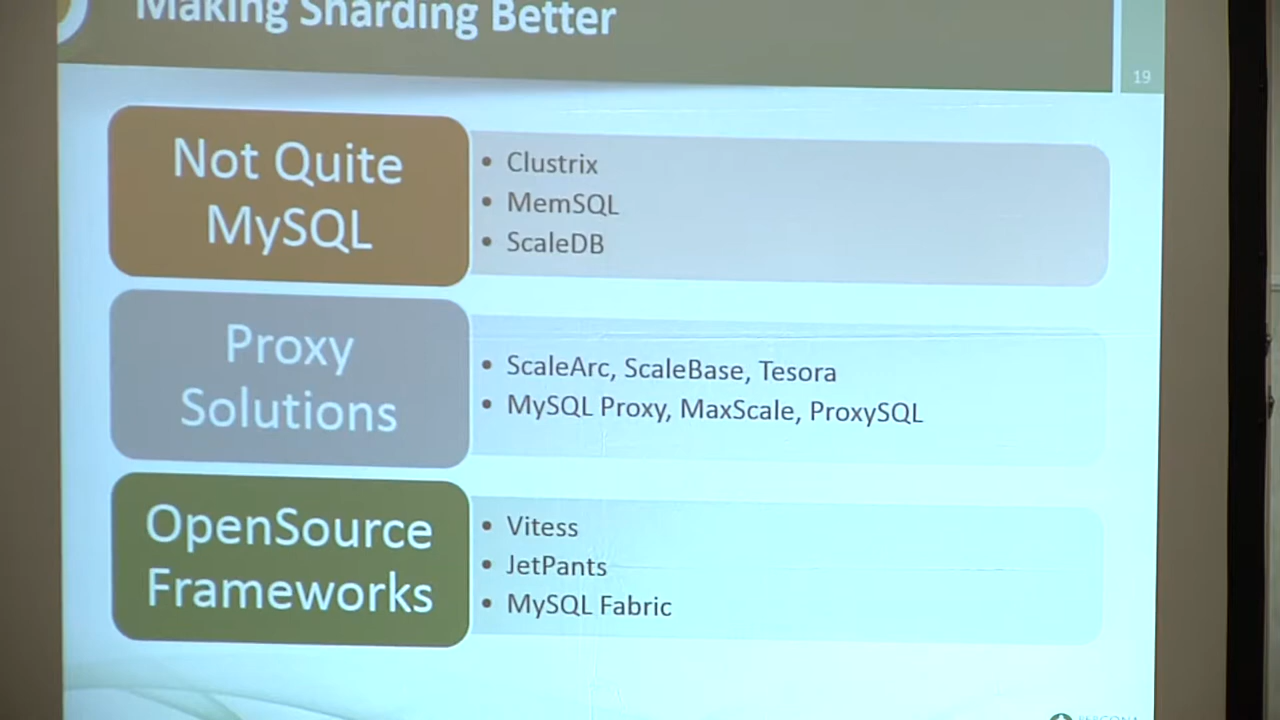 Making Sharding Better
19
Not Quite
MySQL
• Clustrix
• MemSQL
• ScaleDB
Proxy
Solutions
• ScaleArc, ScaleBase, Tesora
• MySQL Proxy, MaxScale, ProxySQL
OpenSource
Frameworks
• Vitess
• JetPants
• MySQL Fabric